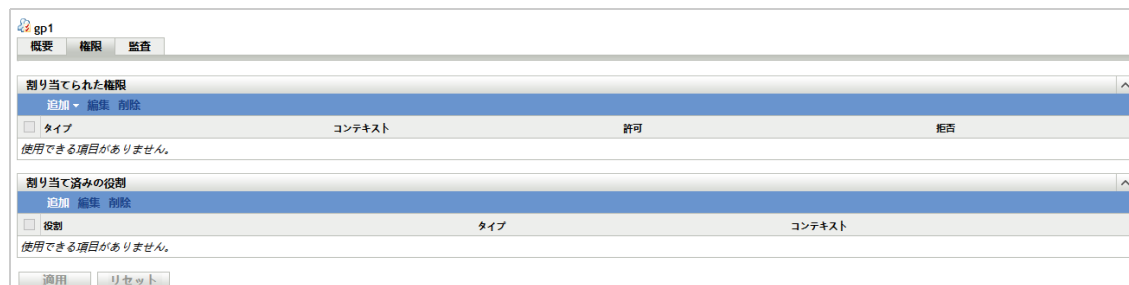 gp1
概要 権限 監査
割り当てられた権限
追加 編集 削除
タイプ コンテキスト 許可 拒否
使用できる項目がありません。
割り当て済みの役割
追加 編集 削除
役割 タイプ コンテキスト
使用できる項目がありません。
適用 リセット